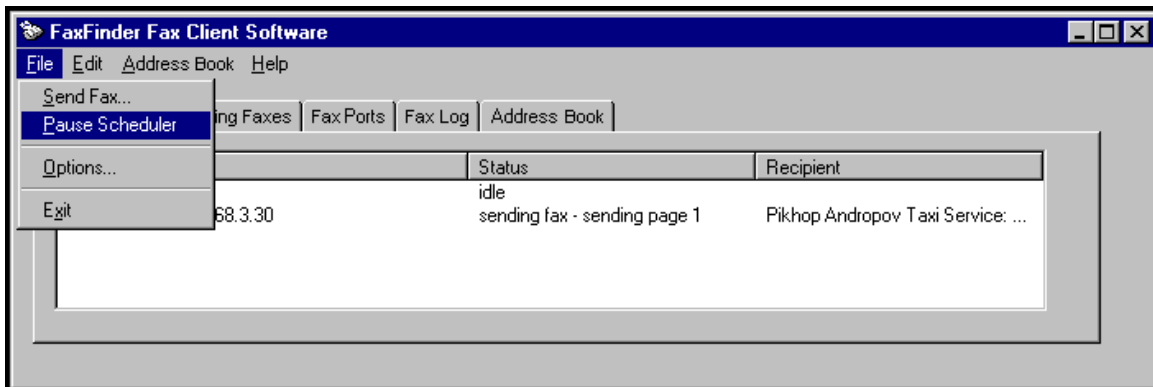 FaxFinder Fax Client Software
File Edit Address Book Help
Send Fax...
Pause Scheduler
Options...
Exit
ing Faxes Fax Ports Fax Log Address Book
Status Recipient
idle
68.3.30 sending fax - sending page 1 Pikhop Andropov Taxi Service: ...